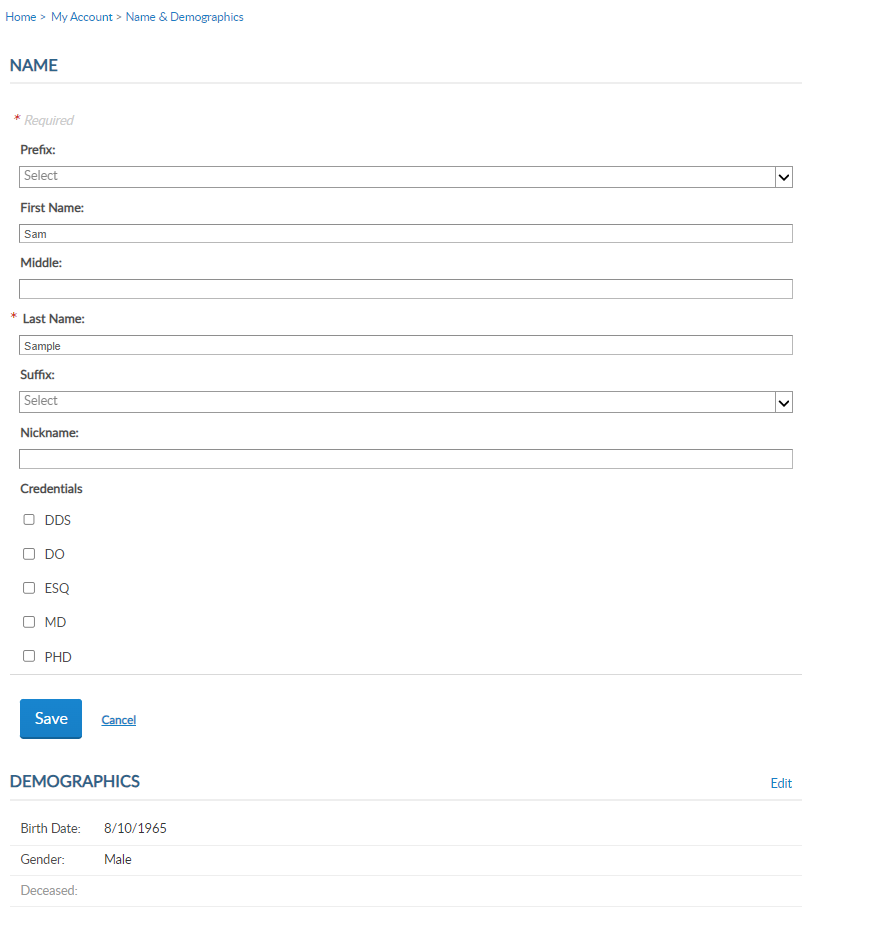 Home > My Account > Name & Demographics
NAME
* Required
Prefix:
Select
First Name:
Sam
Middle:
* Last Name:
Sample
Suffix:
Select
Nickname:
Credentials
DDS
DO
ESQ
MD
PHD
Save Cancel
DEMOGRAPHICS Edit
Birth Date: 8/10/1965
Gender: Male
Deceased: